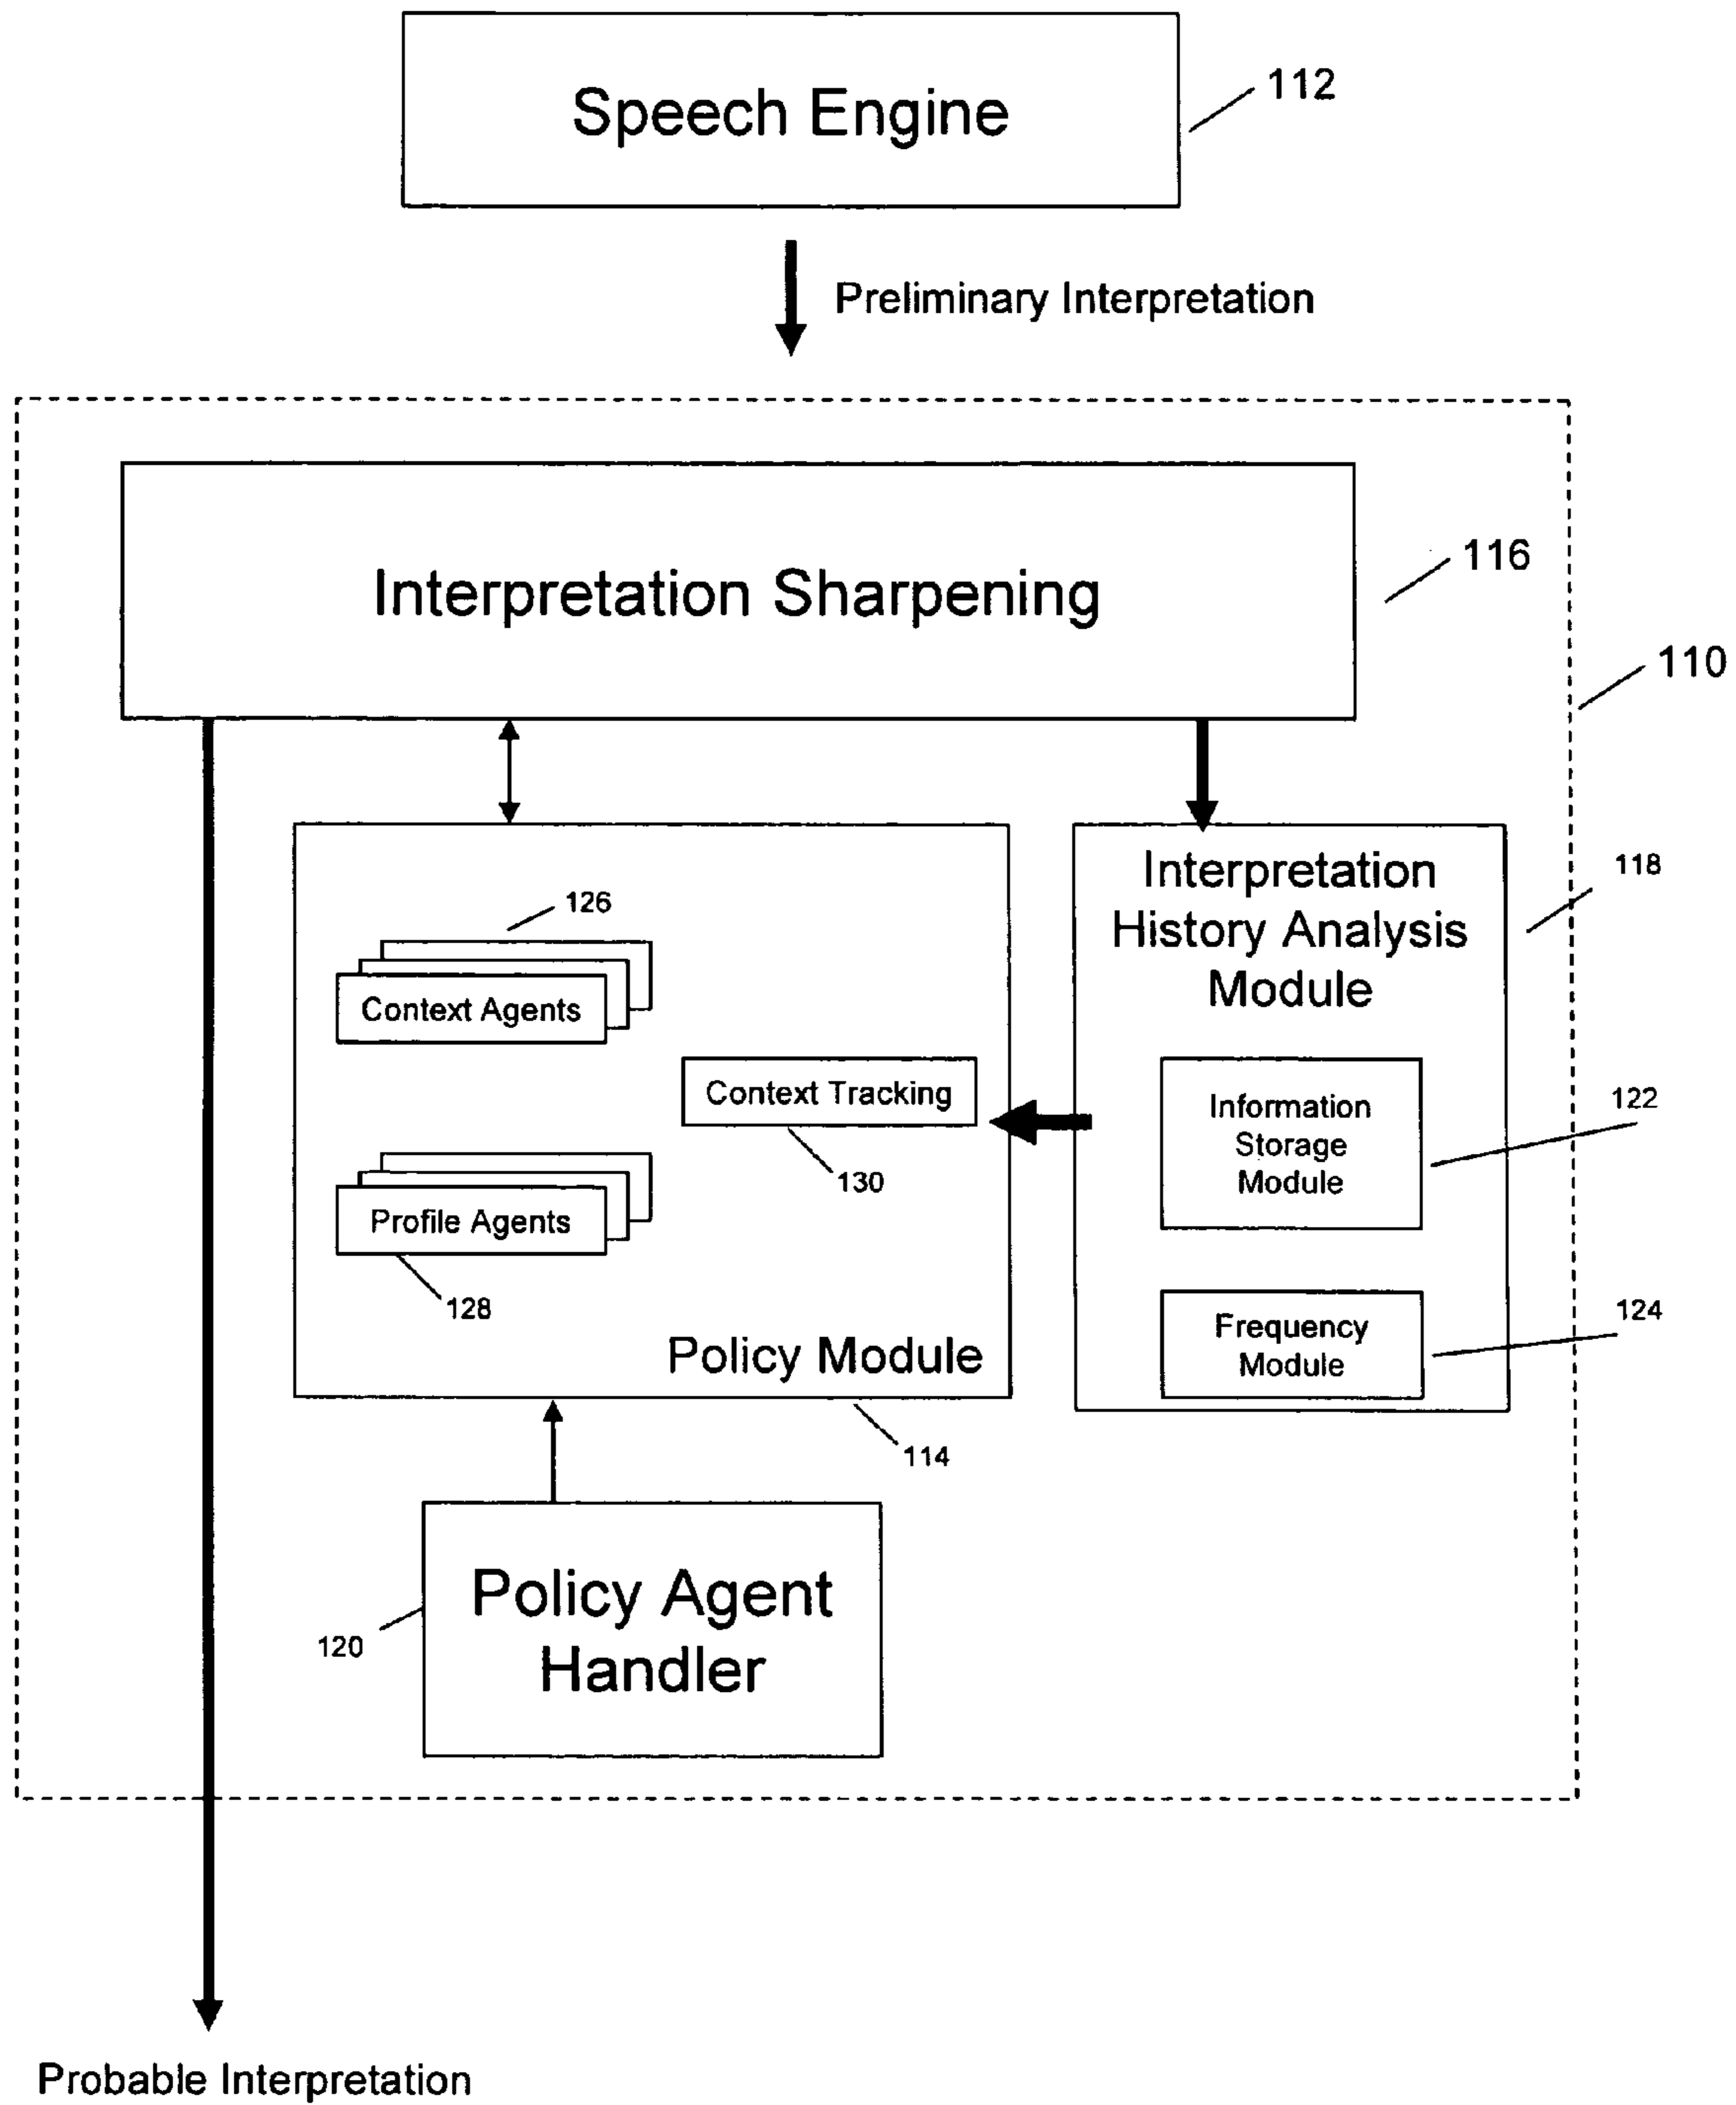 Speech Engine
112
Preliminary Interpretation
Interpretation Sharpening
116
110
Interpretation
History Analysis
Module
118
126
Context Agents
Context Tracking
130
Information
Storage
Module
122
Profile Agents
128
Frequency
Module
124
Policy Module
114
Policy Agent
Handler
120
Probable Interpretation